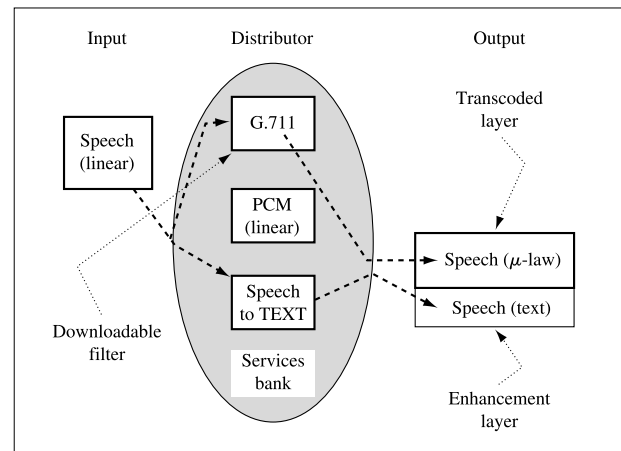 Input
Distributor
Output
Speech
(linear)
G.711
PCM
(linear)
Speech
to TEXT
Services
bank
Downloadable
filter
Transcoded
layer
Speech (μ-law)
Speech (text)
Enhancement
layer